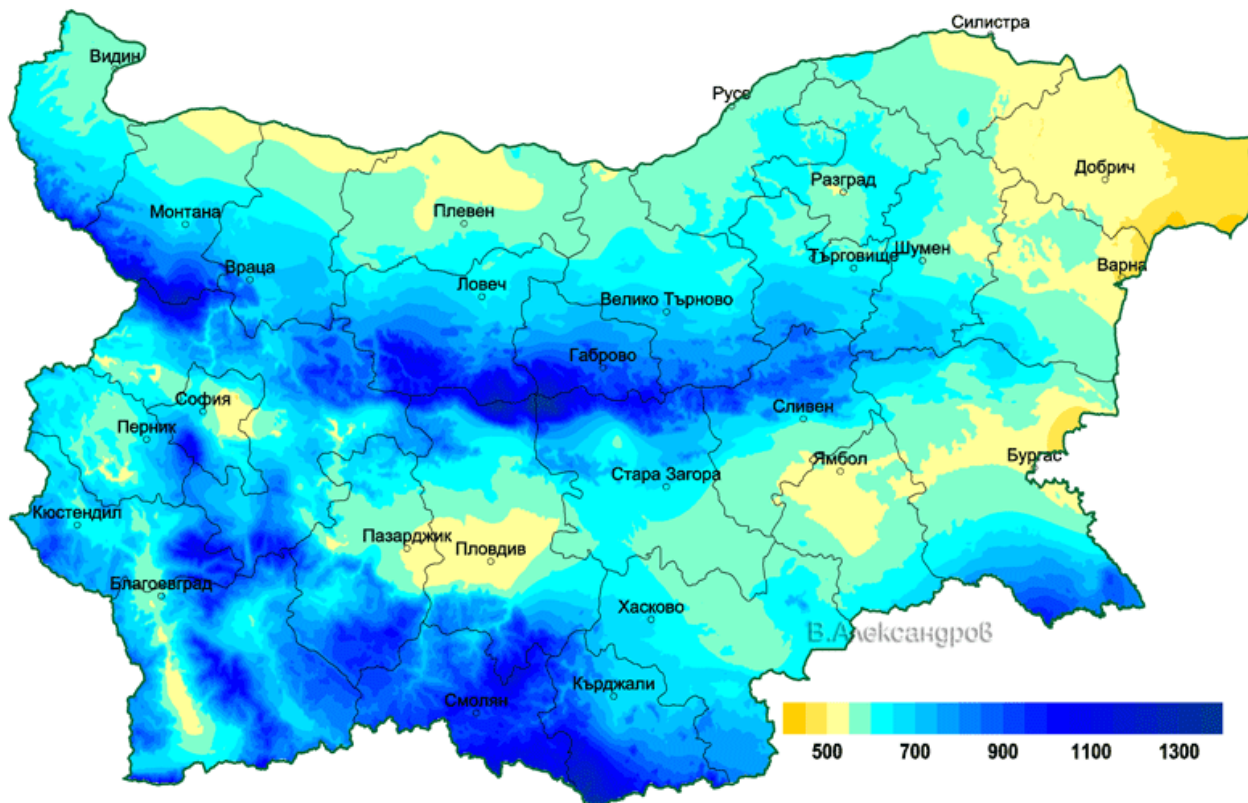 Силистра
Видин
Русе
Добрич
Разград
Монтана
Плевен
Търговище
Шумен
Варна
Враца
Ловеч
Велико Търново
Габрово
София
Сливен
Перник
Ямбол
Бургас
Стара Загора
Кюстендил
Пазарджик
Пловдив
Благоевград
Хасково
В.Александров
Кърджали
Смолян
500 700 900 1100 1300